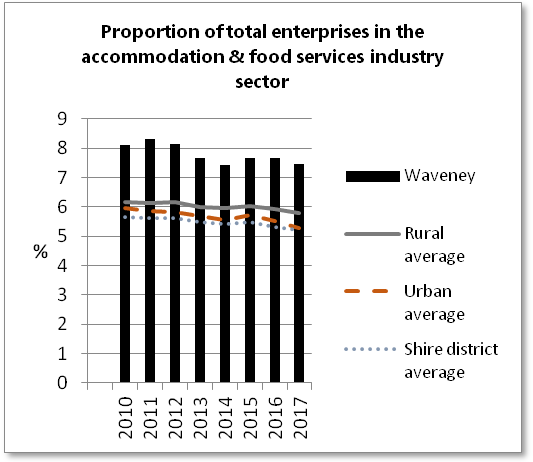 Proportion of total enterprises in the
accommodation & food services industry
sector
9
8
7
6
5
4
3
2
1
0
%
2010
2011
2012
2013
2014
2015
2016
2017
Waveney
Rural
average
Urban
average
Shire district
average